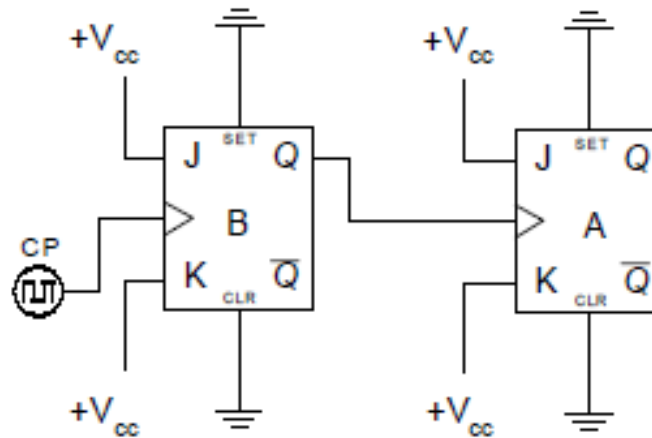 +Vcc +Vcc
J SET Q J SET Q
B A
CP
K CLR Q̅ K CLR Q̅
+Vcc +Vcc